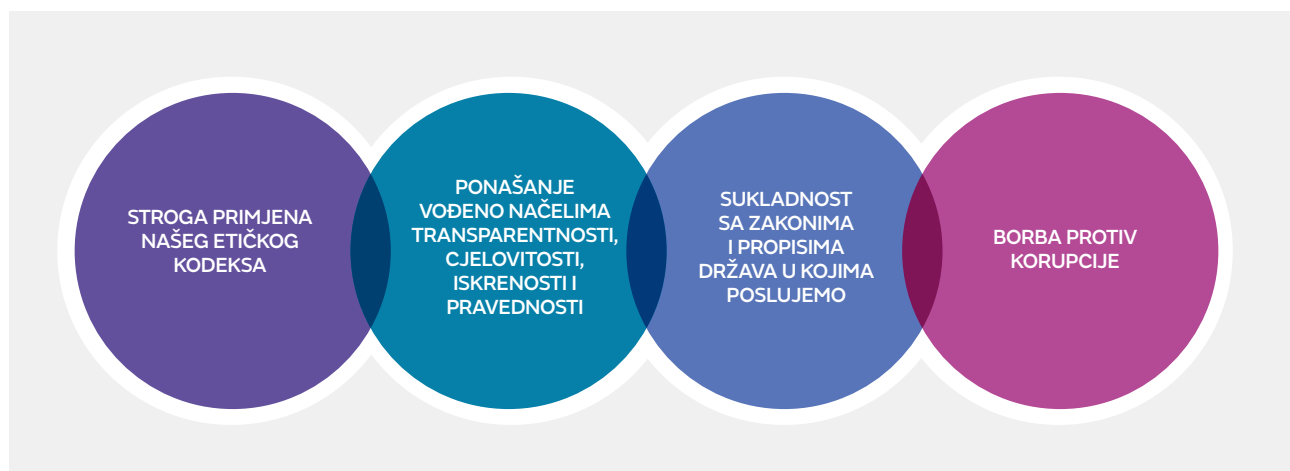 STROGA PRIMJENA
NAŠEG ETIČKOG
KODEKSA
PONAŠANJE
VOĐENO NAČELIMA
TRANSPARENTNOSTI,
CJELOVITOSTI,
ISKRENOSTI I
PRAVEDNOSTI
SUKLADNOST
SA ZAKONIMA
I PROPISIMA
DRŽAVA U KOJIMA
POSLUJEMO
BORBA PROTIV
KORUPCIJE